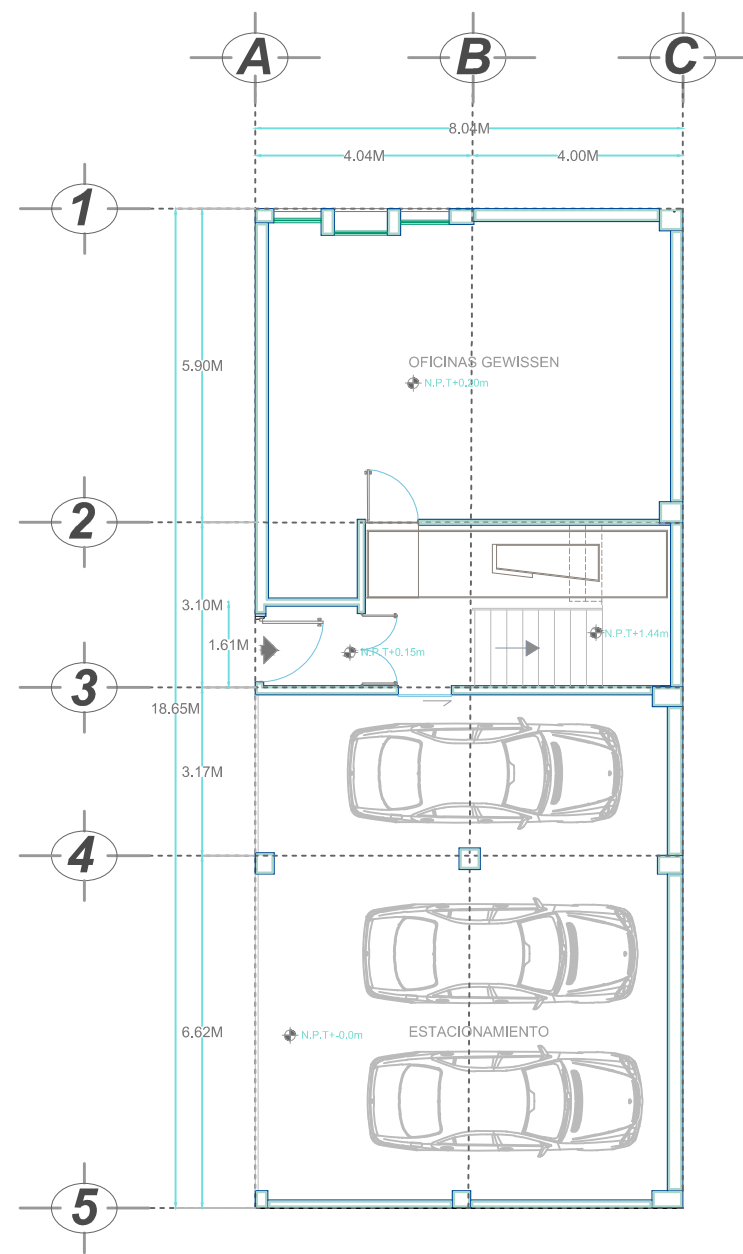 A
B
C
8.04M
4.04M
4.00M
1
5.90M
OFICINAS GEWISSEN
N.P.T+0.20m
2
3.10M
1.61M
N.P.T+0.15m
N.P.T+1.44m
3
18.65M
3.17M
4
6.62M
N.P.T+-0.0m
ESTACIONAMIENTO
5